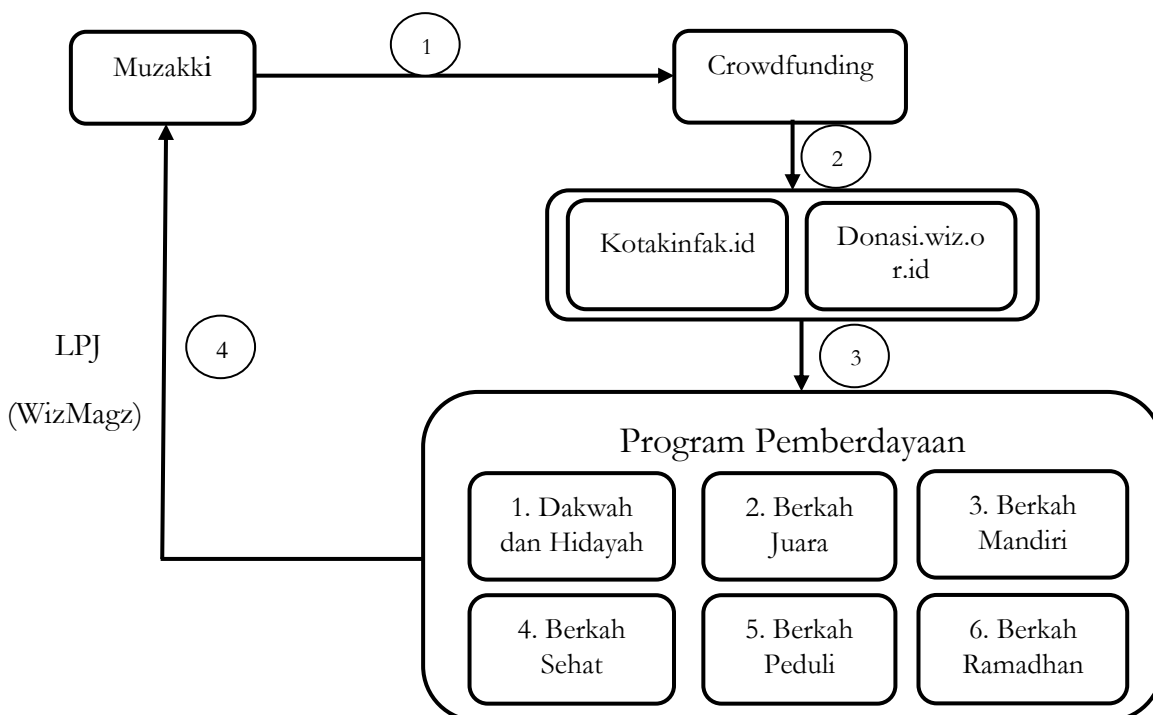 Muzakki
1
Crowdfunding
2
Kotakinfak.id
Donasi.wiz.o
r.id
3
LPJ
(WizMagz)
4
Program Pemberdayaan
1. Dakwah
dan Hidayah
2. Berkah
Juara
3. Berkah
Mandiri
4. Berkah
Sehat
5. Berkah
Peduli
6. Berkah
Ramadhan